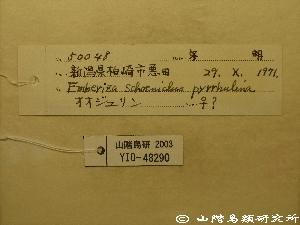 50048
新潟県柏崎市悪田 29. X. 1971.
Emberiza schoeniclus pyrrhulina
オオジュリン ♀?
山階鳥研 2003
YIO-48290
© 山階鳥類研究所